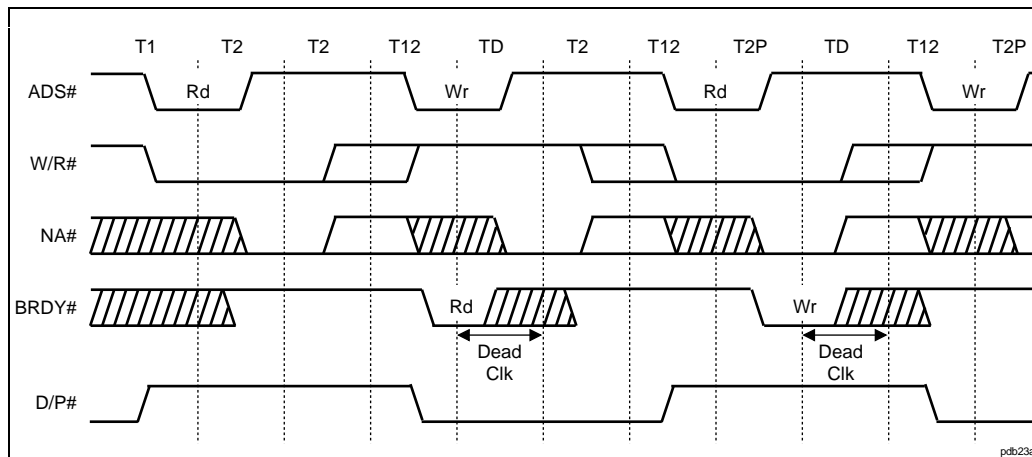 T1 T2 T2 T12 TD T2 T12 T2P TD T12 T2P
ADS# Rd Wr Rd Wr
W/R#
NA#
BRDY# Rd Wr
Dead Dead
Clk Clk
D/P#
pdb23a